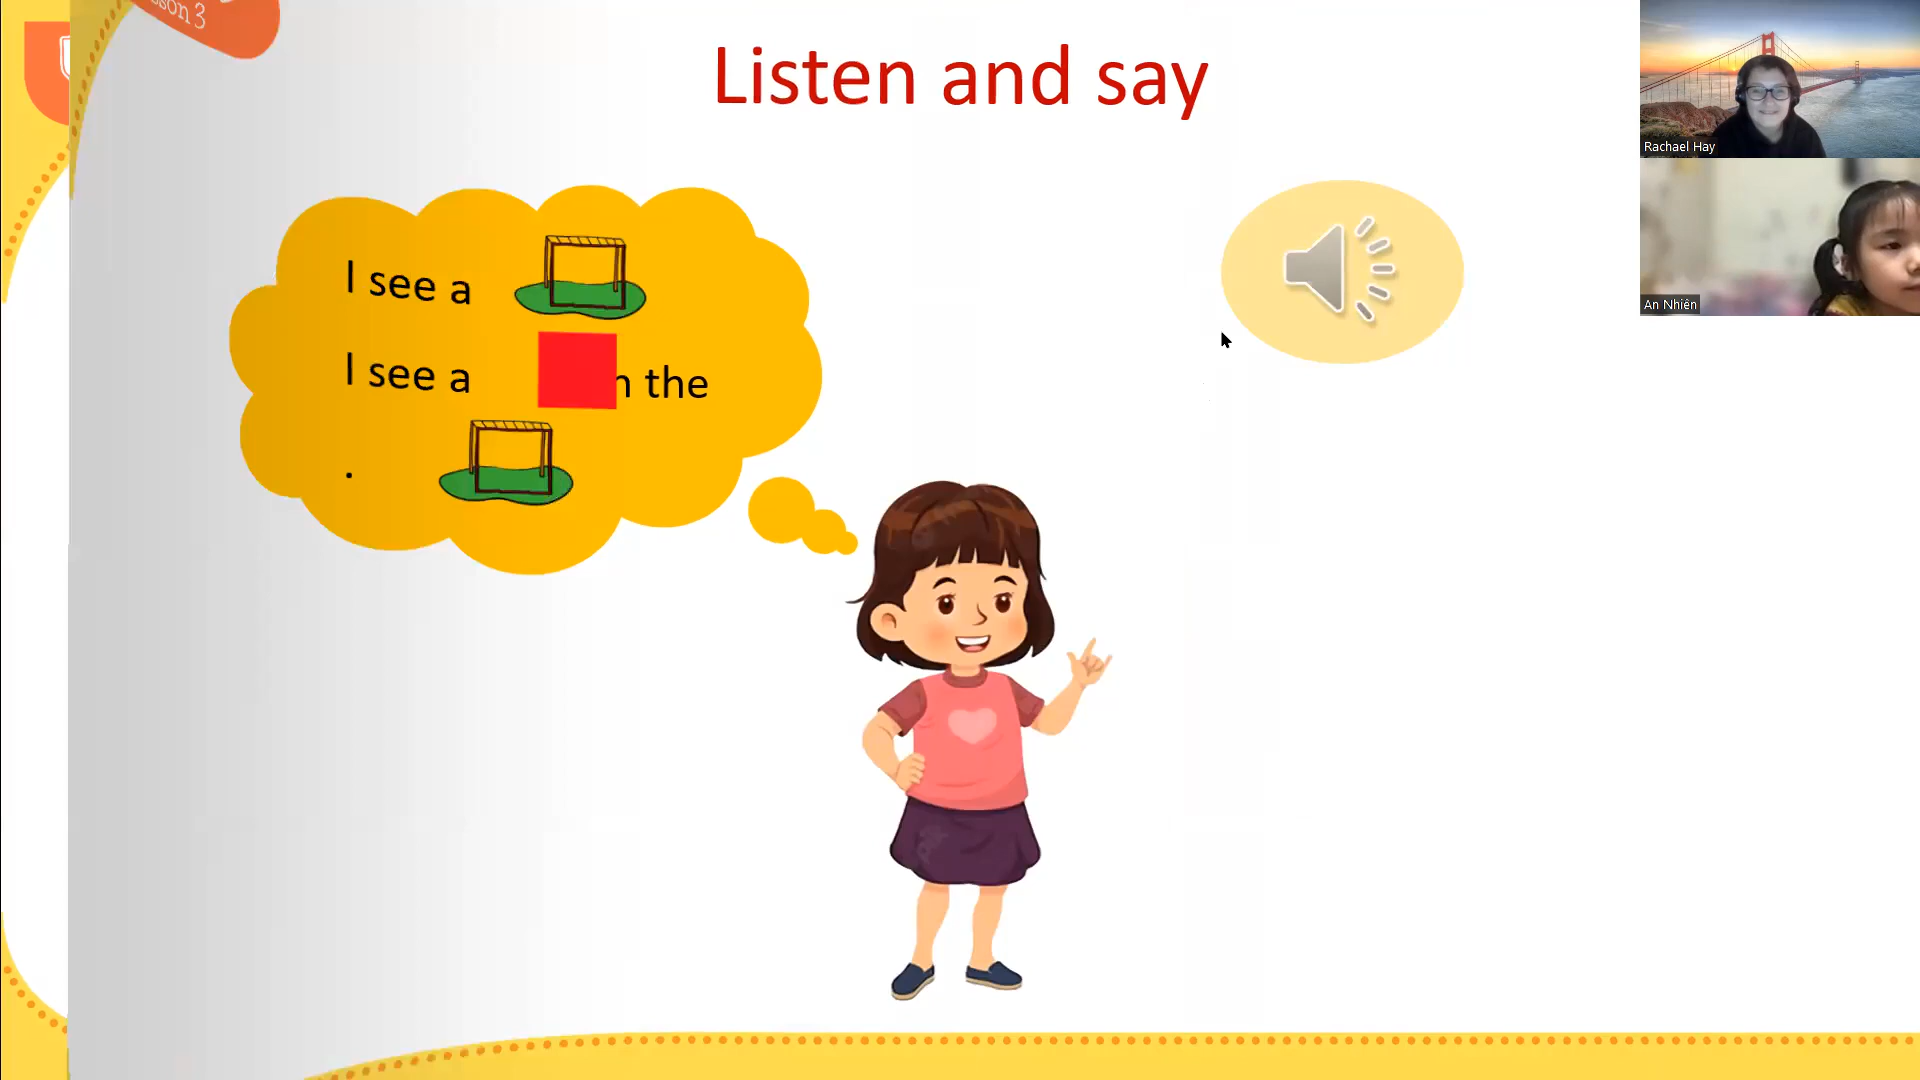 Listen and say
I see a
I see a the
.
Rachael Hay
An Nhiên